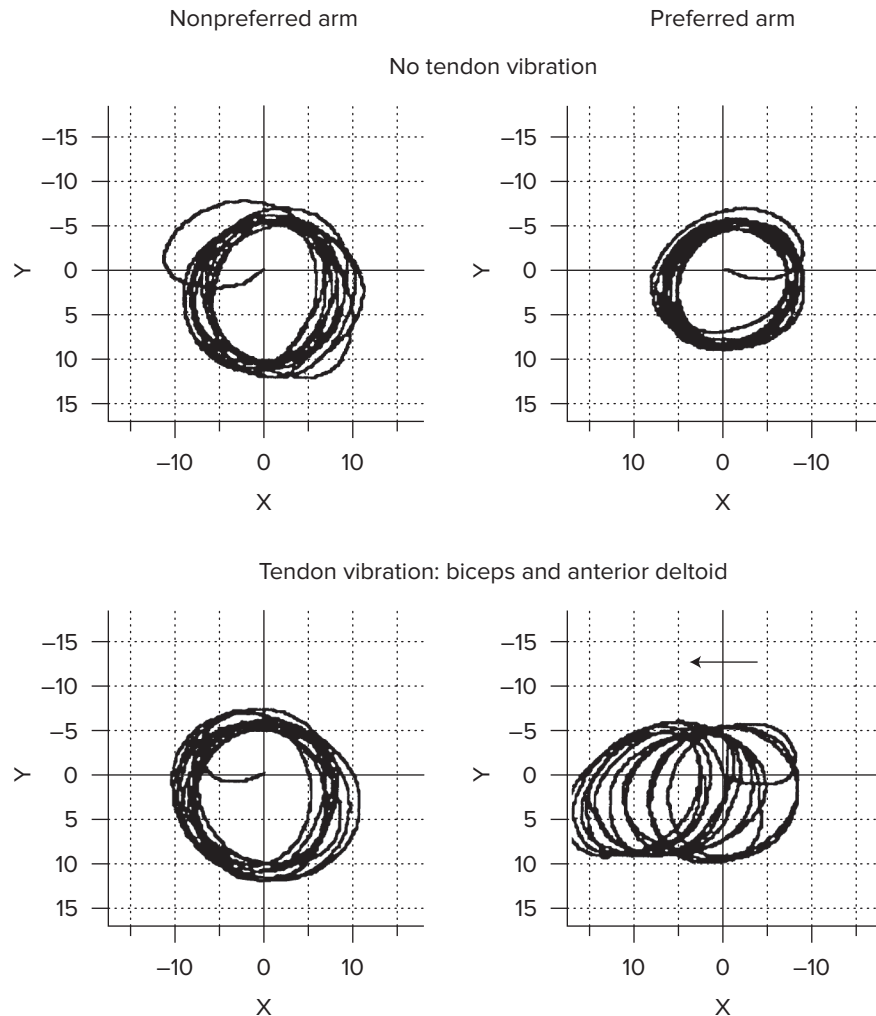 Nonpreferred arm
Preferred arm
No tendon vibration
–15
–10
–5
0
5
10
15
Y
–10 0 10
X
–15
–10
–5
0
5
10
15
Y
10 0 –10
X
Tendon vibration: biceps and anterior deltoid
–15
–10
–5
0
5
10
15
Y
–10 0 10
X
–15
–10
–5
0
5
10
15
Y
10 0 –10
X